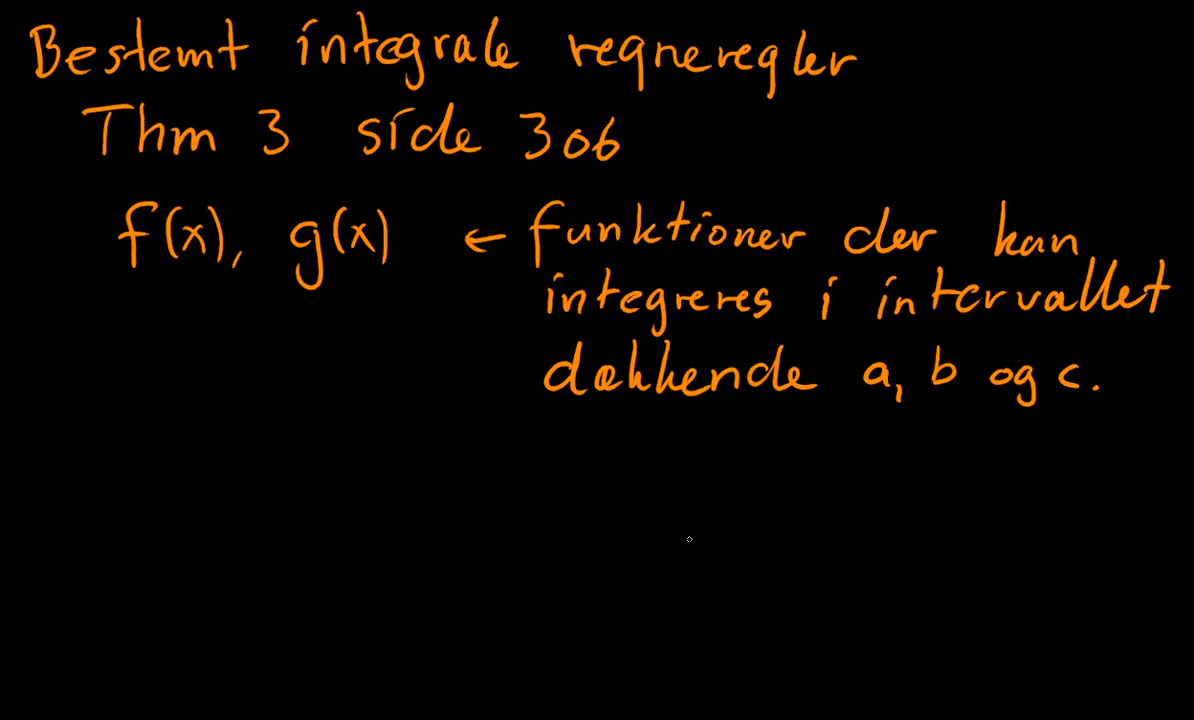 Bestemt integrale regneregler
Thm 3 side 306
f(x), g(x) ← funktioner der kan
integreres i intervallet
dækkende a, b og c.